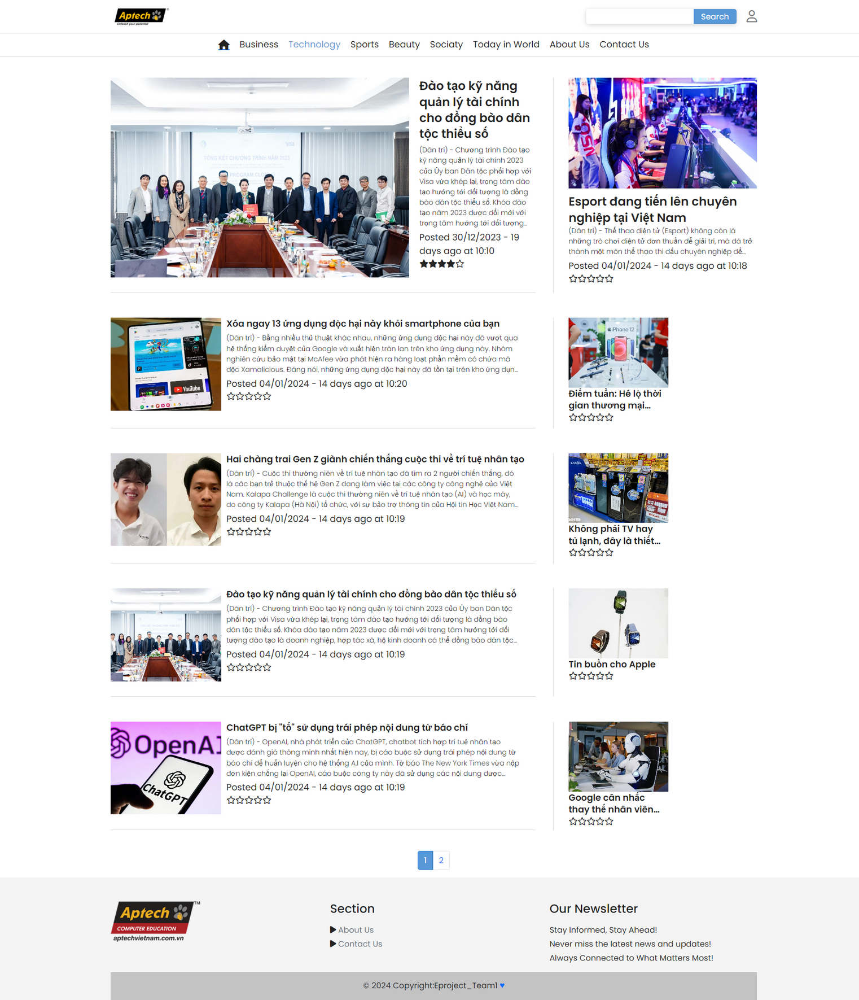 Aptech
Unleash your potential
Search
Business Technology Sports Beauty Sociaty Today in World About Us Contact Us
VISA
TỔNG KẾT CHƯƠNG TRÌNH NĂM 2023
PROGRAM CLO
Đào tạo kỹ năng
quản lý tài chính
cho đồng bào dân
tộc thiểu số
(Dân trí) - Chương trình Đào tạo
kỹ năng quản lý tài chính 2023
của Ủy ban Dân tộc phối hợp với
Visa vừa khép lại, trọng tâm đào
tạo hướng tới đối tượng là đồng
bào dân tộc thiểu số. Khóa đào
tạo năm 2023 được đổi mới với
trọng tâm hướng tới đối tượng...
Posted 30/12/2023 - 19
days ago at 10:10
Esport đang tiến lên chuyên
nghiệp tại Việt Nam
(Dân trí) - Thể thao điện tử (Esport) không còn là
những trò chơi điện tử đơn thuần để giải trí, mà đã trở
thành một môn thể thao thi đấu chuyên nghiệp để...
Posted 04/01/2024 - 14 days ago at 10:18
YouTube
Xóa ngay 13 ứng dụng độc hại này khỏi smartphone của bạn
(Dân trí) - Bằng nhiều thủ thuật khác nhau, những ứng dụng độc hại này đã vượt qua
hệ thống kiểm duyệt của Google và xuất hiện tràn lan trên kho ứng dụng này. Nhóm
nghiên cứu bảo mật tại McAfee vừa phát hiện ra hàng loạt phần mềm có chứa mã
độc Xamalicious. Đáng nói, những ứng dụng độc hại này đã tồn tại trên kho ứng dụn...
Posted 04/01/2024 - 14 days ago at 10:20
iPhone 12
Điểm tuần: Hé lộ thời
gian thương mại...
Hai chàng trai Gen Z giành chiến thắng cuộc thi về trí tuệ nhân tạo
(Dân trí) - Cuộc thi thường niên về trí tuệ nhân tạo đã tìm ra 2 người chiến thắng, đó
là các bạn trẻ thuộc thế hệ Gen Z đang làm việc tại các công ty công nghệ của Việt
Nam. Kalapa Challenge là cuộc thi thường niên về trí tuệ nhân tạo (AI) và học máy,
do công ty Kalapa (Hà Nội) tổ chức, với sự bảo trợ thông tin của Hội tin Học Việt Nam...
Posted 04/01/2024 - 14 days ago at 10:19
Không phải TV hay
tủ lạnh, đây là thiết...
Đào tạo kỹ năng quản lý tài chính cho đồng bào dân tộc thiểu số
(Dân trí) - Chương trình Đào tạo kỹ năng quản lý tài chính 2023 của Ủy ban Dân tộc
phối hợp với Visa vừa khép lại, trọng tâm đào tạo hướng tới đối tượng là đồng bào
dân tộc thiểu số. Khóa đào tạo năm 2023 được đổi mới với trọng tâm hướng tới đối
tượng đào tạo là doanh nghiệp, hợp tác xã, hộ kinh doanh cá thể đồng bào dân tộc...
Posted 04/01/2024 - 14 days ago at 10:19
Tin buồn cho Apple
OpenAI
ChatGPT
ChatGPT bị "tố" sử dụng trái phép nội dung từ báo chí
(Dân trí) - OpenAI, nhà phát triển của ChatGPT, chatbot tích hợp trí tuệ nhân tạo
được đánh giá thông minh nhất hiện nay, bị cáo buộc sử dụng trái phép nội dung từ
báo chí để huấn luyện cho hệ thống A.I của mình. Tờ báo The New York Times vừa nộp
đơn kiện chống lại OpenAI, cáo buộc công ty này đã sử dụng các nội dung được...
Posted 04/01/2024 - 14 days ago at 10:19
Google cân nhắc
thay thế nhân viên...
1 2
Aptech TM
COMPUTER EDUCATION
aptechvietnam.com.vn
Section
About Us
Contact Us
Our Newsletter
Stay Informed, Stay Ahead!
Never miss the latest news and updates!
Always Connected to What Matters Most!
© 2024 Copyright:Eproject_Team1 ♥